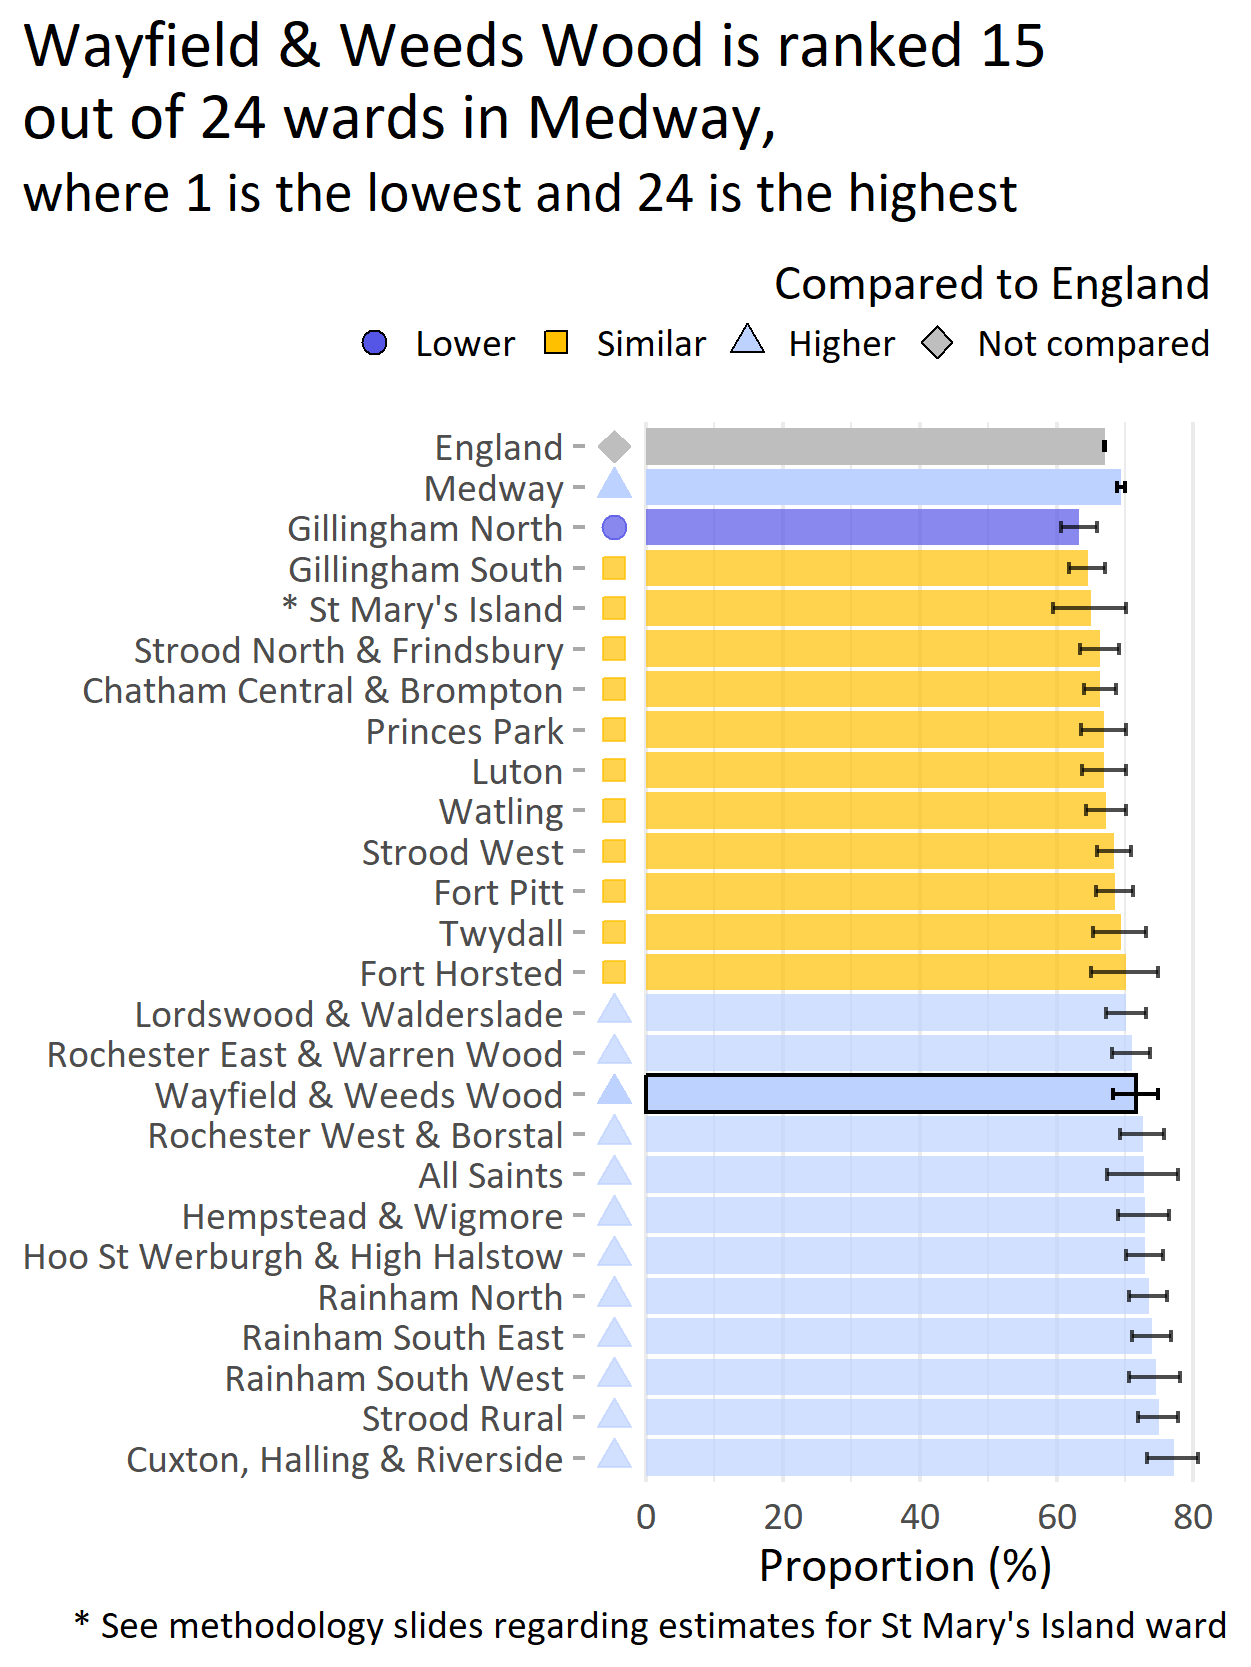 Wayfield & Weeds Wood is ranked 15
out of 24 wards in Medway,
where 1 is the lowest and 24 is the highest
Compared to England
Lower Similar Higher Not compared
England
Medway
Gillingham North
Gillingham South
* St Mary's Island
Strood North & Frindsbury
Chatham Central & Brompton
Princes Park
Luton
Watling
Strood West
Fort Pitt
Twydall
Fort Horsted
Lordswood & Walderslade
Rochester East & Warren Wood
Wayfield & Weeds Wood
Rochester West & Borstal
All Saints
Hempstead & Wigmore
Hoo St Werburgh & High Halstow
Rainham North
Rainham South East
Rainham South West
Strood Rural
Cuxton, Halling & Riverside
0 20 40 60 80
Proportion (%)
* See methodology slides regarding estimates for St Mary's Island ward